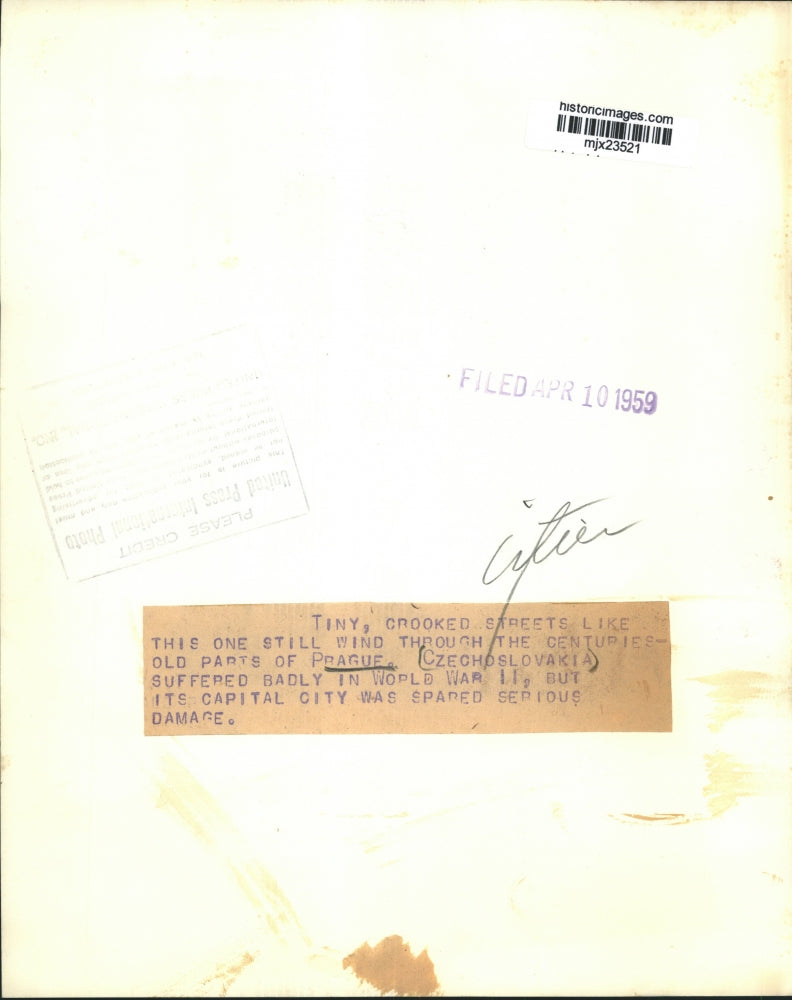 historicimages.com
mjx23521
FILED APR 10 1959
PLEASE CREDIT
United Press International Photo
cities
TINY, CROOKED STREETS LIKE
THIS ONE STILL WIND THROUGH THE CENTURIES-
OLD PARTS OF PRAGUE. (CZECHOSLOVAKIA)
SUFFERED BADLY IN WORLD WAR II, BUT
ITS CAPITAL CITY WAS SPARED SERIOUS
DAMAGE.